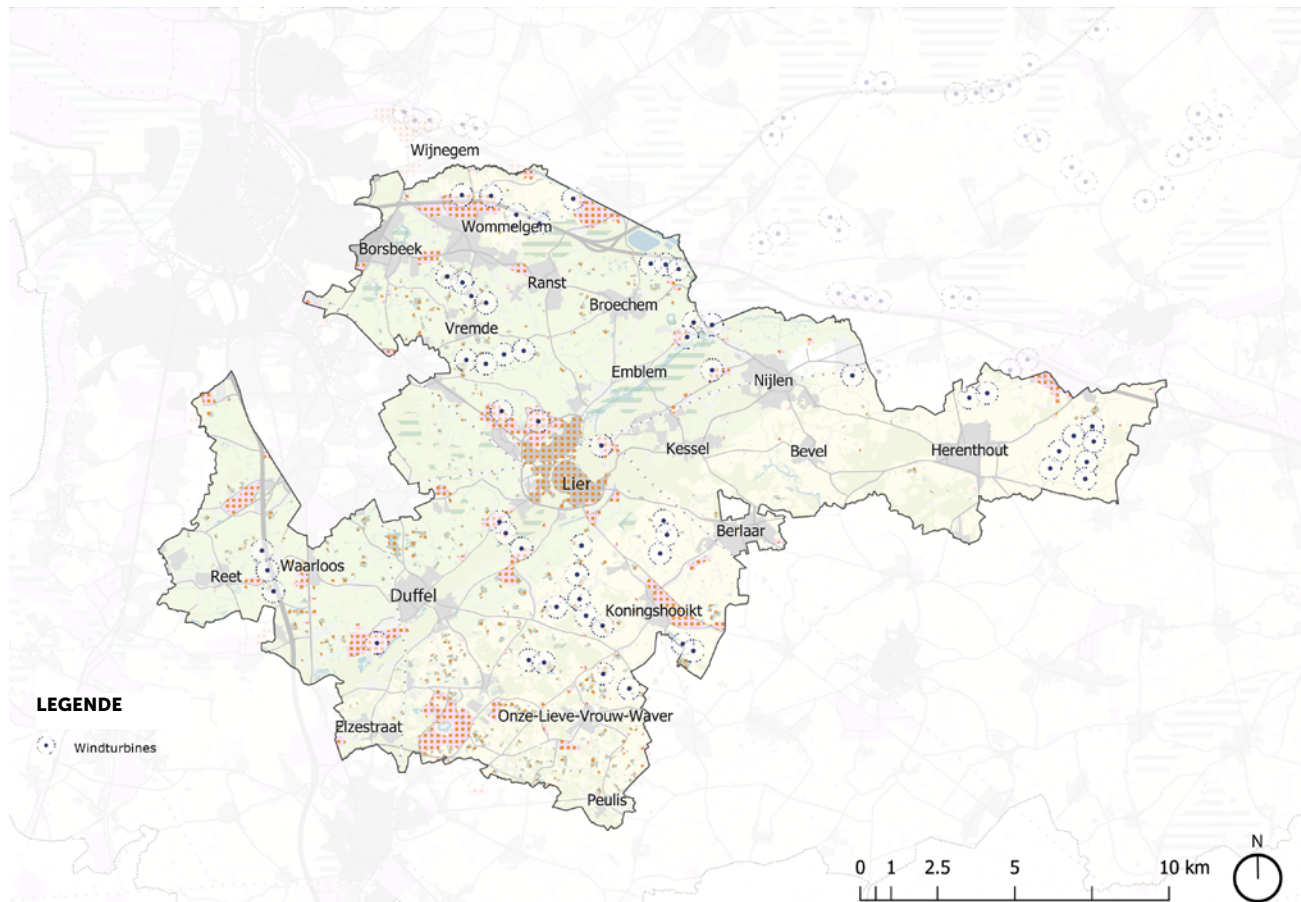 Wijnegem
Wommelgem
Borsbeek
Ranst
Broechem
Vremde
Emblem
Nijlen
Kessel
Bevel
Herenthout
Lier
Berlaar
Reet
Waarloos
Duffel
Koningshooikt
LEGENDE
Windturbines
Elzestraat
Onze-Lieve-Vrouw-Waver
Peulis
N
0 1 2.5 5 10 km